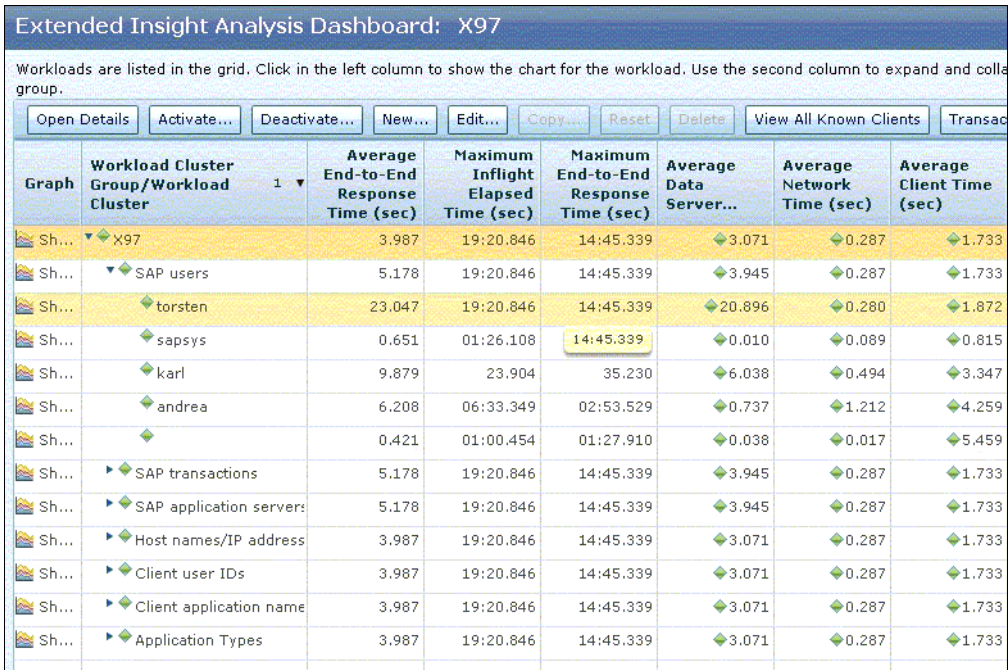 Extended Insight Analysis Dashboard: X97
Workloads are listed in the grid. Click in the left column to show the chart for the workload. Use the second column to expand and colla
group.
Open Details Activate... Deactivate... New... Edit... Copy... Reset Delete View All Known Clients Transac
Graph Workload Cluster Group/Workload Cluster 1 Average End-to-End Response Time (sec) Maximum Inflight Elapsed Time (sec) Maximum End-to-End Response Time (sec) Average Data Server... Average Network Time (sec) Average Client Time (sec)
Sh... X97 3.987 19:20.846 14:45.339 3.071 0.287 1.733
Sh... SAP users 5.178 19:20.846 14:45.339 3.945 0.287 1.733
Sh... torsten 23.047 19:20.846 14:45.339 20.896 0.280 1.872
Sh... sapsys 0.651 01:26.108 14:45.339 0.010 0.089 0.815
Sh... karl 9.879 23.904 35.230 6.038 0.494 3.347
Sh... andrea 6.208 06:33.349 02:53.529 0.737 1.212 4.259
Sh... 0.421 01:00.454 01:27.910 0.038 0.017 5.459
Sh... SAP transactions 5.178 19:20.846 14:45.339 3.945 0.287 1.733
Sh... SAP application servers 5.178 19:20.846 14:45.339 3.945 0.287 1.733
Sh... Host names/IP address 3.987 19:20.846 14:45.339 3.071 0.287 1.733
Sh... Client user IDs 3.987 19:20.846 14:45.339 3.071 0.287 1.733
Sh... Client application name 3.987 19:20.846 14:45.339 3.071 0.287 1.733
Sh... Application Types 3.987 19:20.846 14:45.339 3.071 0.287 1.733